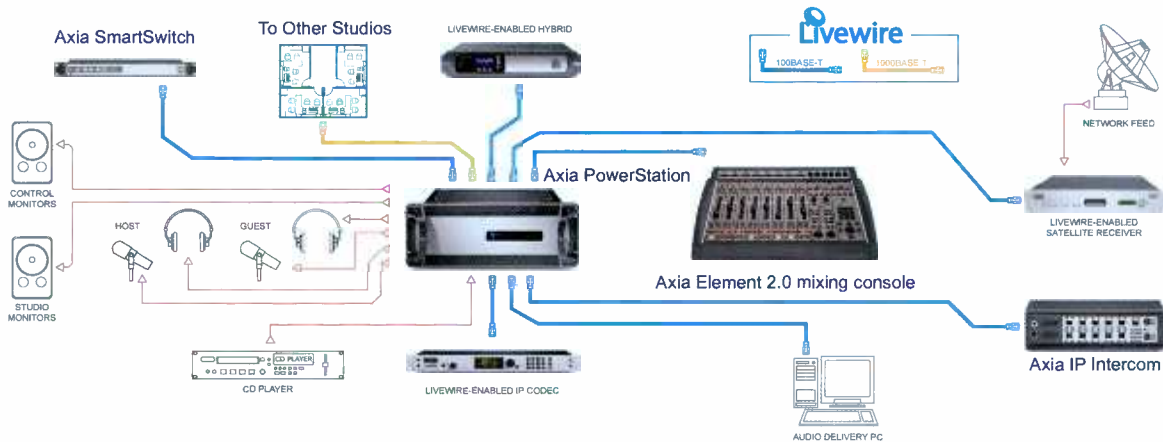 Axia SmartSwitch
To Other Studios
LIVEWIRE-ENABLED HYBRID
Livewire
100BASE-T
1000BASE-T
NETWORK FEED
CONTROL
MONITORS
HOST
GUEST
Axia PowerStation
LIVEWIRE-ENABLED
SATELLITE RECEIVER
STUDIO
MONITORS
Axia Element 2.0 mixing console
CD PLAYER
CD PLAYER
LIVEWIRE-ENABLED IP CODEC
Axia IP Intercom
AUDIO DELIVERY PC